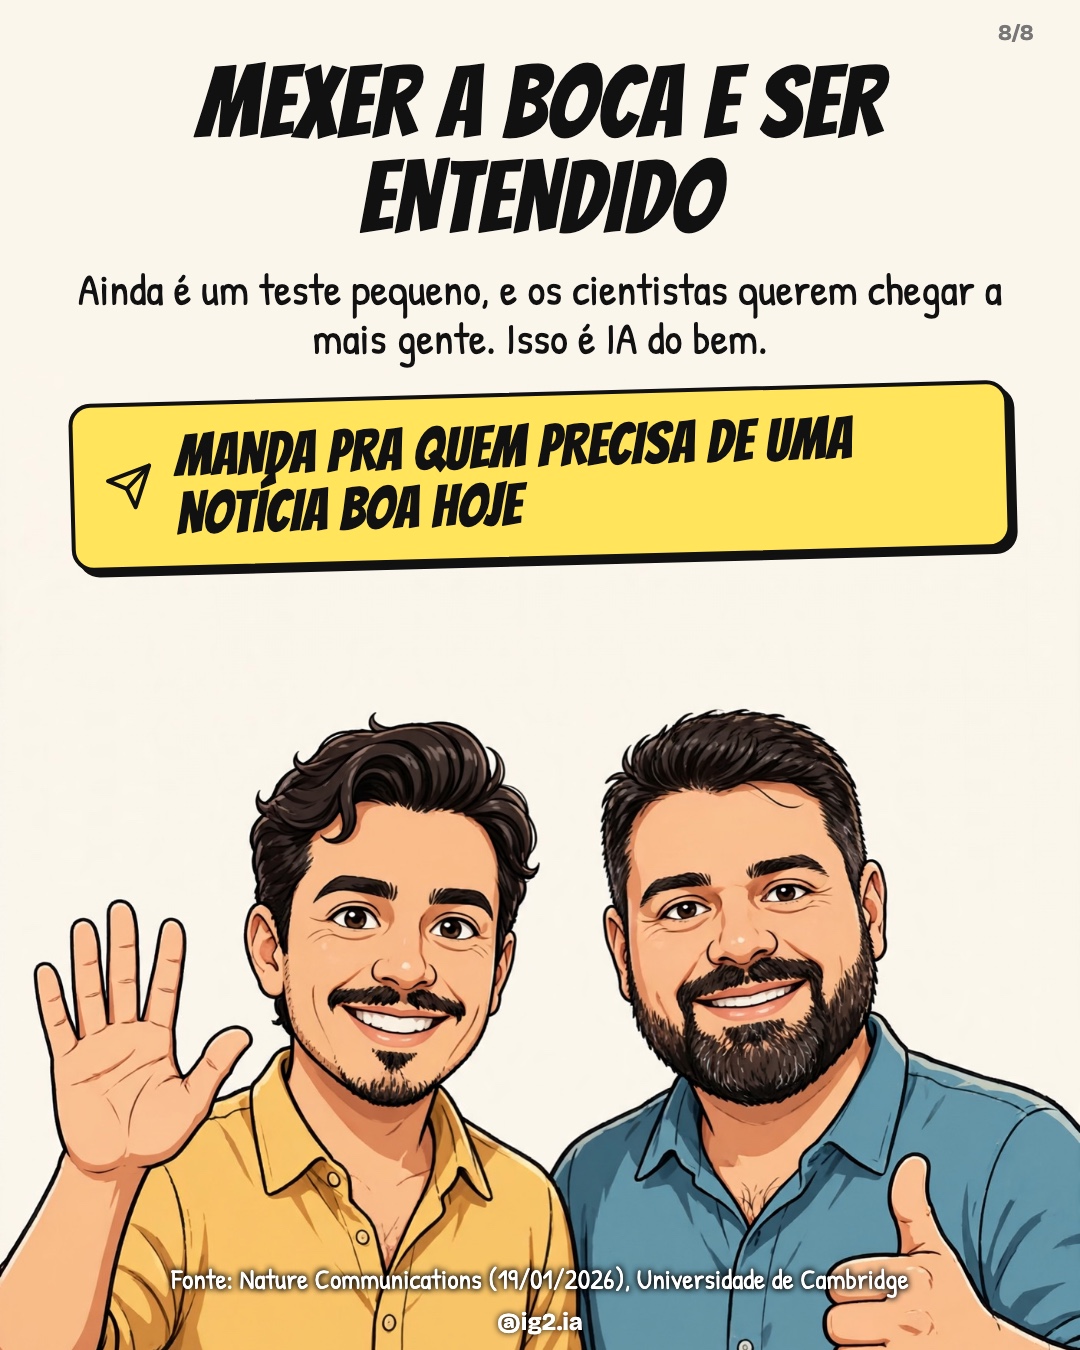 8/8
MEXER A BOCA E SER
ENTENDIDO
Ainda é um teste pequeno, e os cientistas querem chegar a
mais gente. Isso é IA do bem.
MANDA PRA QUEM PRECISA DE UMA
NOTÍCIA BOA HOJE
Fonte: Nature Communications (19/01/2026), Universidade de Cambridge
@ig2.ia